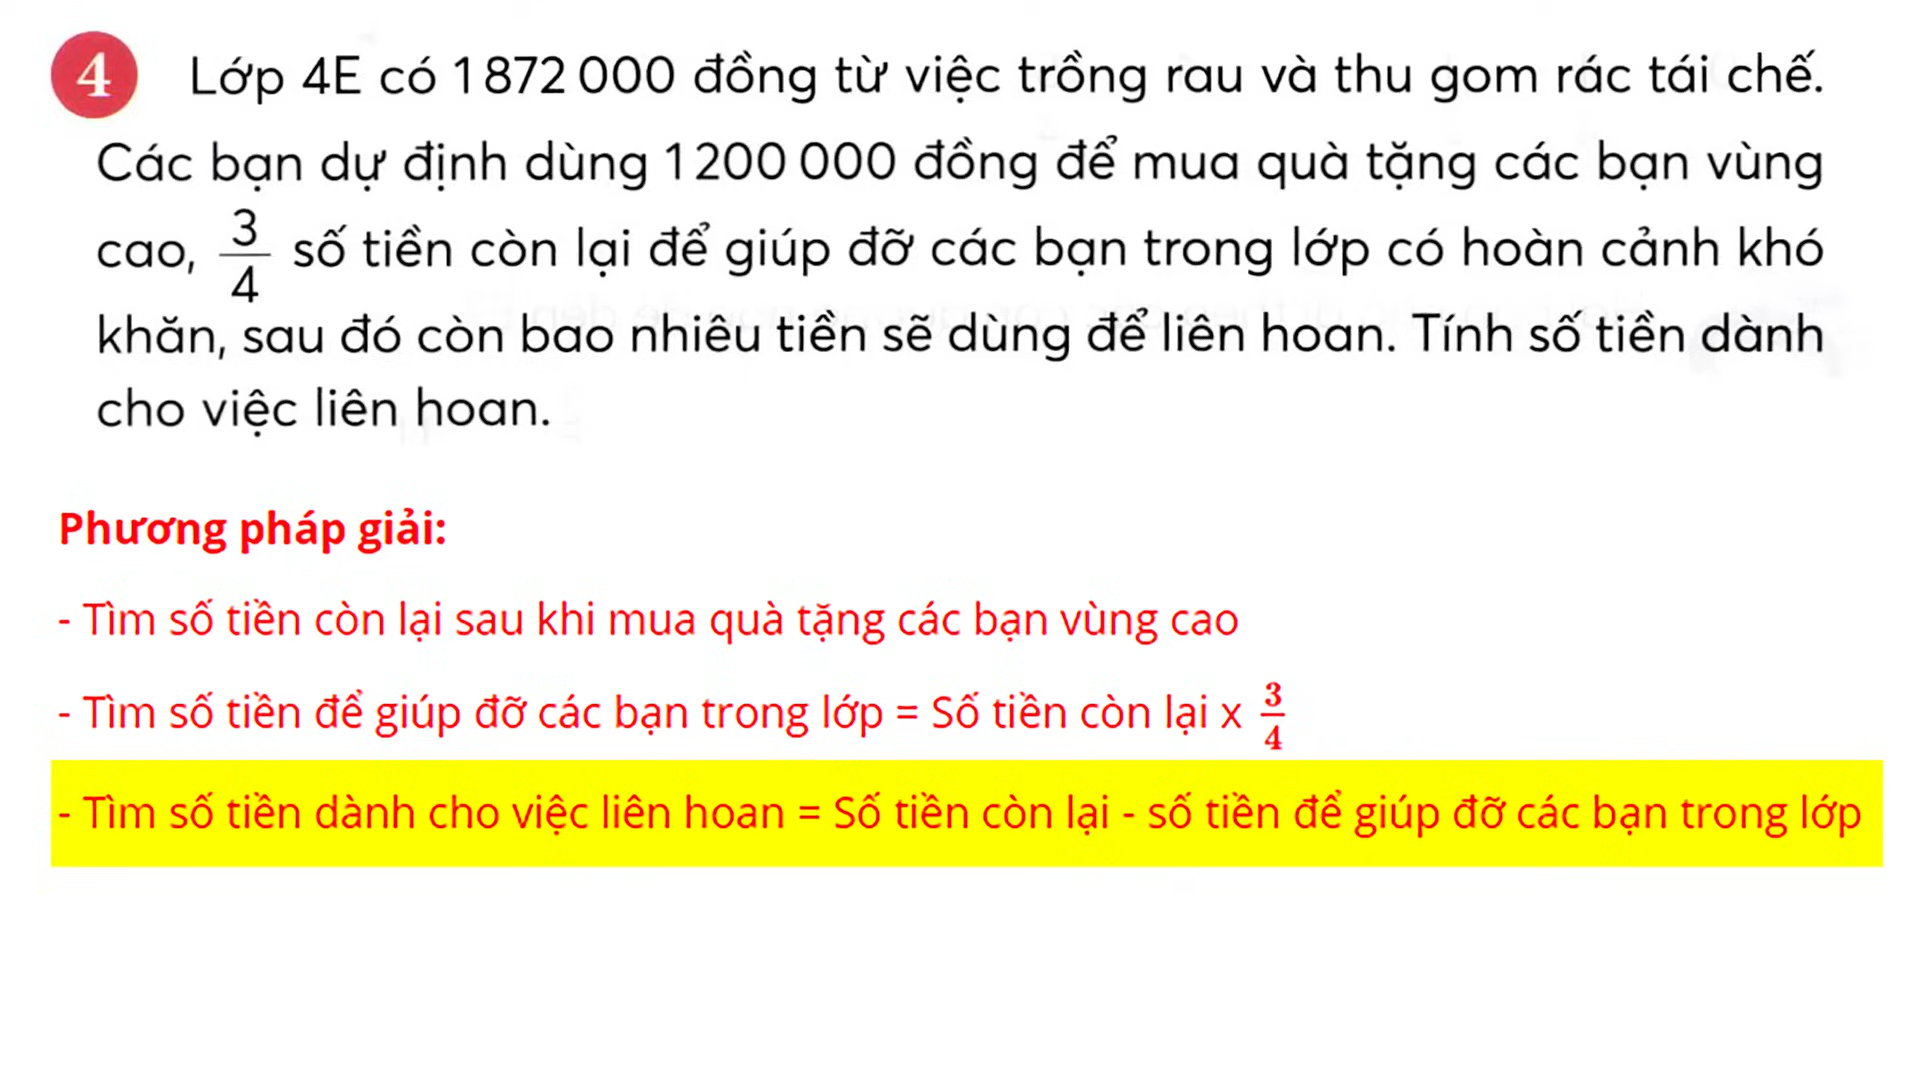 4 Lớp 4E có 1 872 000 đồng từ việc trồng rau và thu gom rác tái chế.
Các bạn dự định dùng 1 200 000 đồng để mua quà tặng các bạn vùng
cao, 3/4 số tiền còn lại để giúp đỡ các bạn trong lớp có hoàn cảnh khó
khăn, sau đó còn bao nhiêu tiền sẽ dùng để liên hoan. Tính số tiền dành
cho việc liên hoan.
Phương pháp giải:
- Tìm số tiền còn lại sau khi mua quà tặng các bạn vùng cao
- Tìm số tiền để giúp đỡ các bạn trong lớp = Số tiền còn lại x 3/4
- Tìm số tiền dành cho việc liên hoan = Số tiền còn lại - số tiền để giúp đỡ các bạn trong lớp